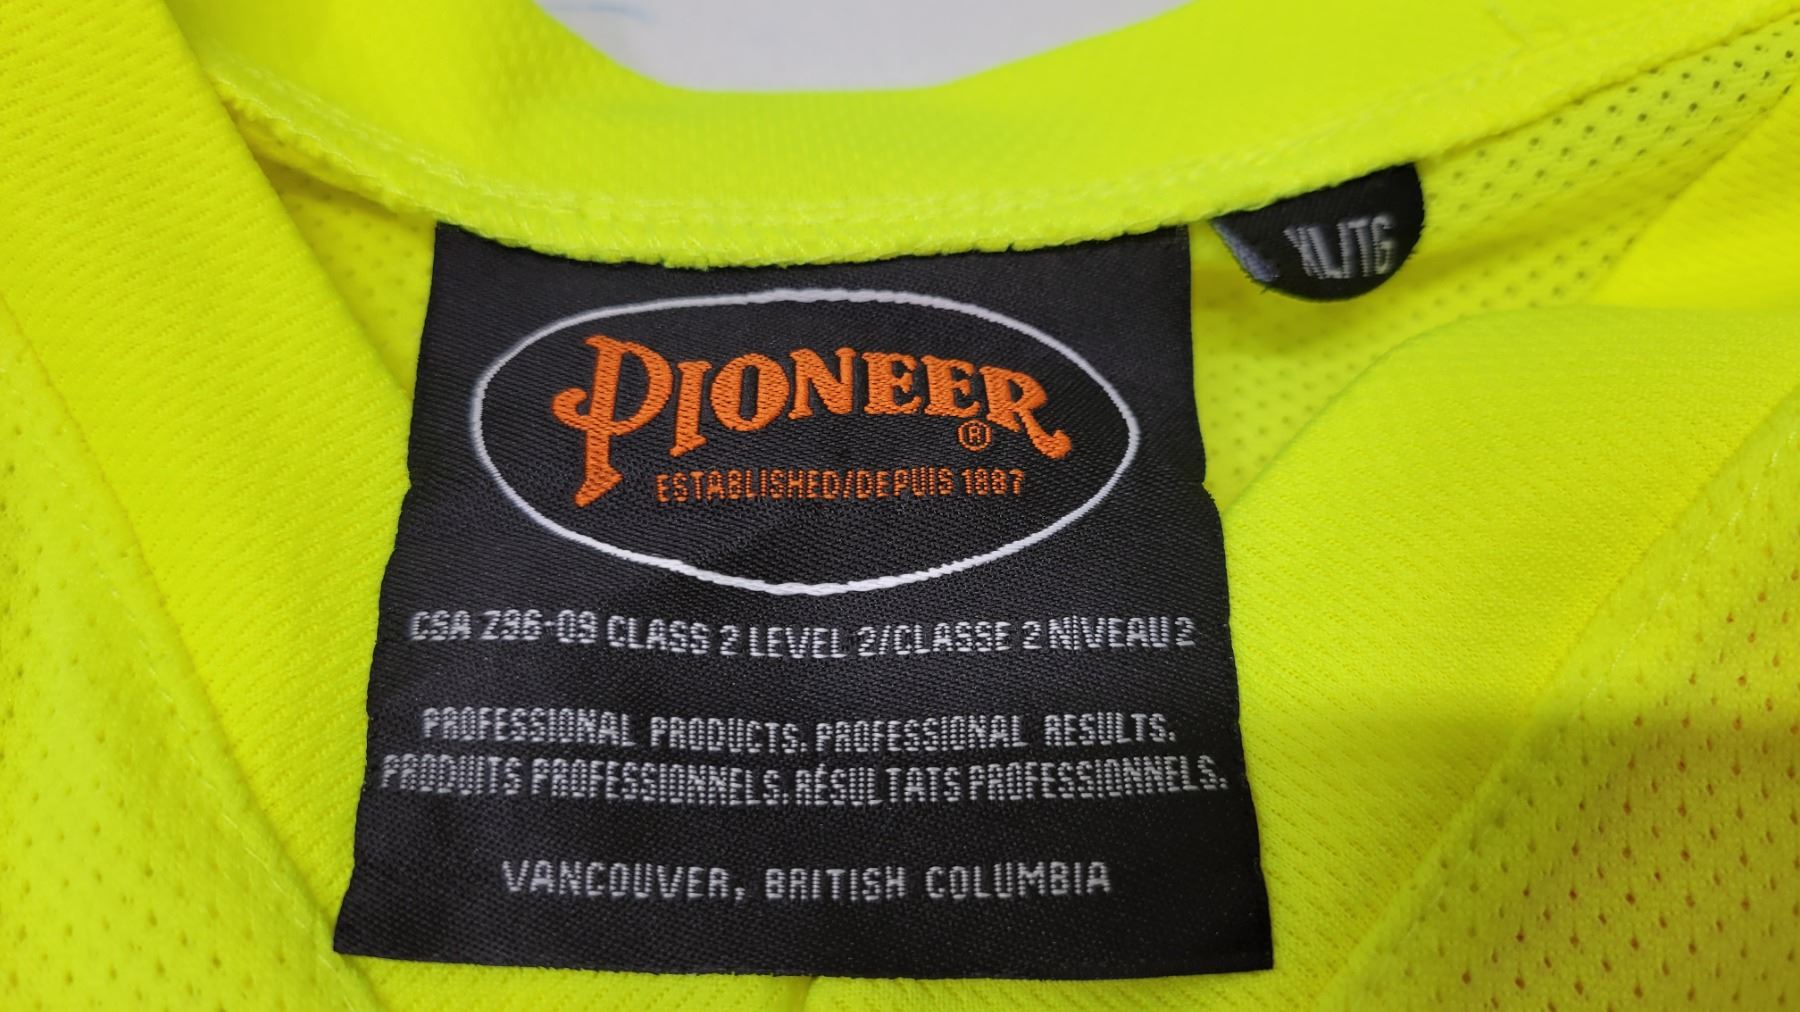 XL/TG
PIONEER
®
ESTABLISHED/DEPUIS 1887
CSA Z96-09 CLASS 2 LEVEL 2/CLASSE 2 NIVEAU 2
PROFESSIONAL PRODUCTS. PROFESSIONAL RESULTS.
PRODUITS PROFESSIONNELS. RÉSULTATS PROFESSIONNELS.
VANCOUVER, BRITISH COLUMBIA